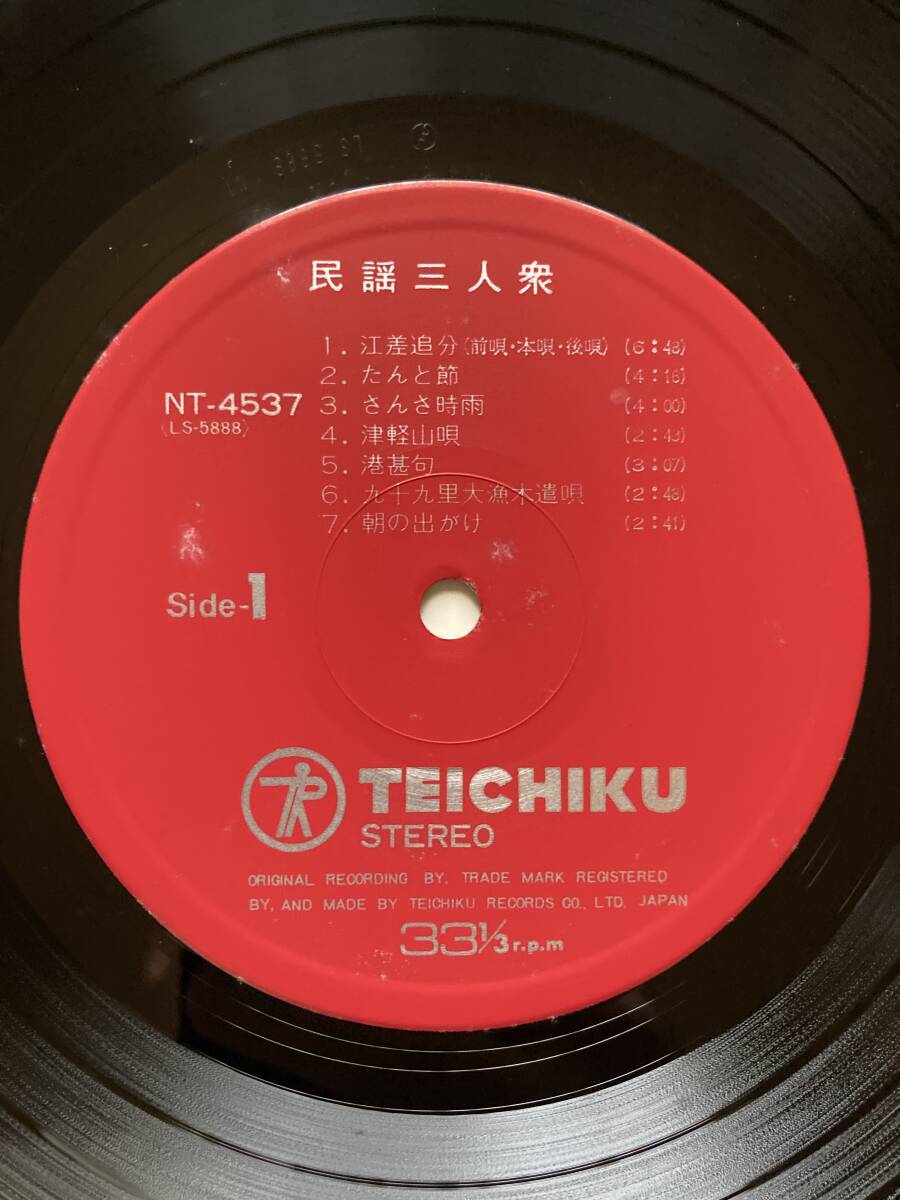 民謡三人衆
1. 江差追分(前唄・本唄・後唄) (6:48)
2. たんと節 (4:16)
NT-4537 3. さんさ時雨 (4:00)
(LS-5888) 4. 津軽山唄 (2:43)
5. 港甚句 (3:07)
6. 九十九里大漁木遣唄 (2:48)
7. 朝の出がけ (2:41)
Side-1
TEICHIKU
STEREO
ORIGINAL RECORDING BY, TRADE MARK REGISTERED
BY, AND MADE BY TEICHIKU RECORDS CO., LTD. JAPAN
33 1/3 r.p.m